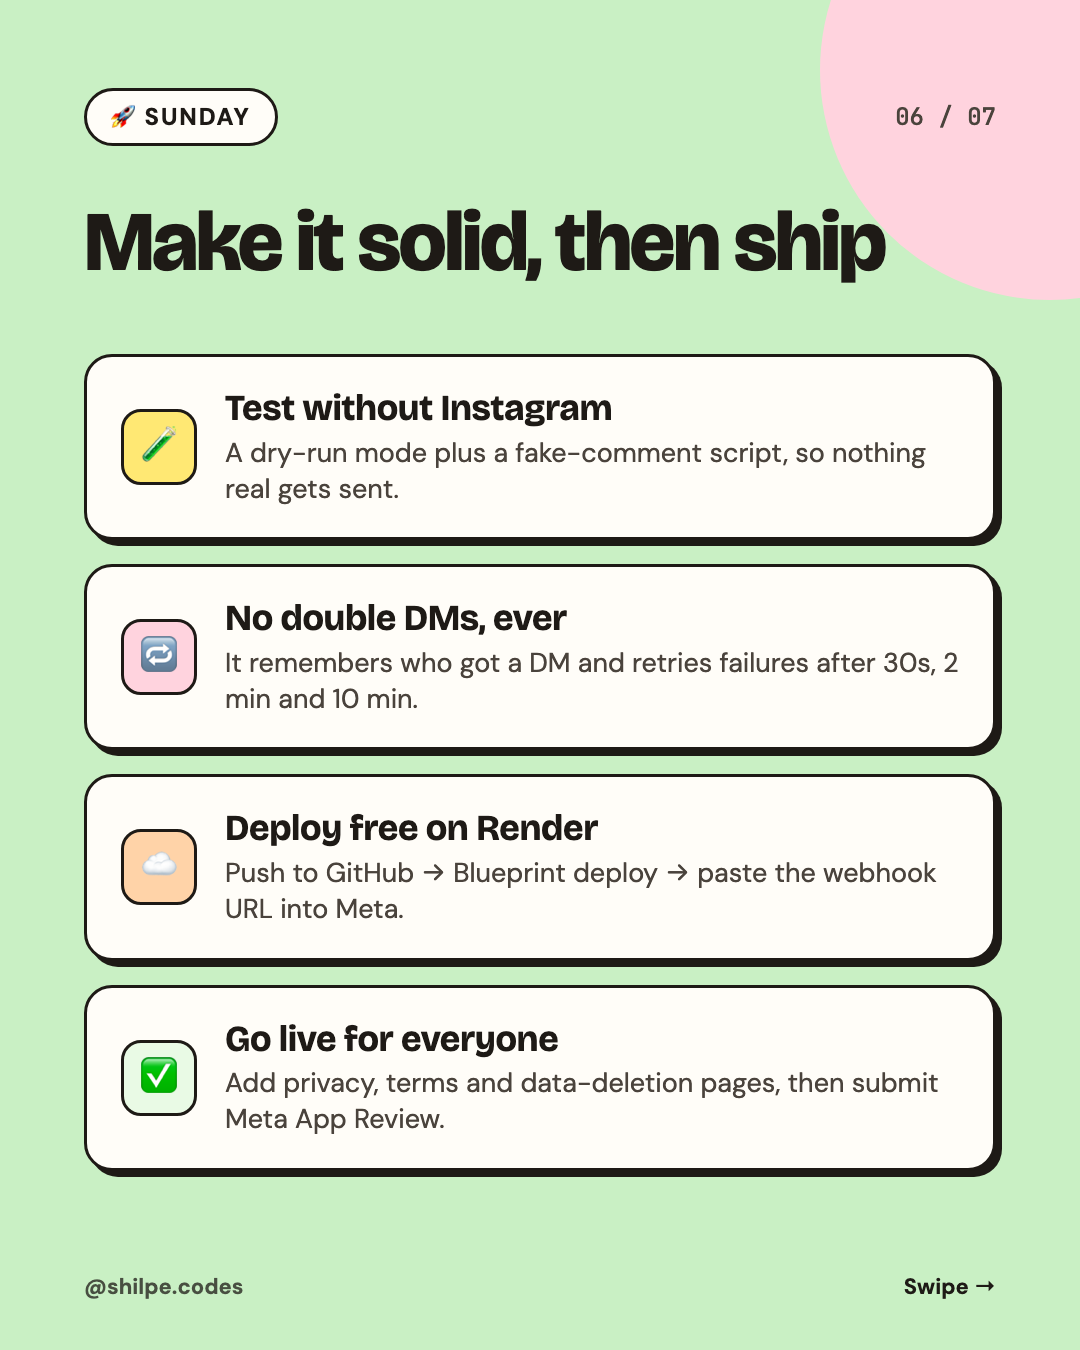 🚀 SUNDAY
06 / 07
Make it solid, then ship
Test without Instagram
A dry-run mode plus a fake-comment script, so nothing
real gets sent.
No double DMs, ever
It remembers who got a DM and retries failures after 30s, 2
min and 10 min.
Deploy free on Render
Push to GitHub → Blueprint deploy → paste the webhook
URL into Meta.
Go live for everyone
Add privacy, terms and data-deletion pages, then submit
Meta App Review.
@shilpe.codes
Swipe →